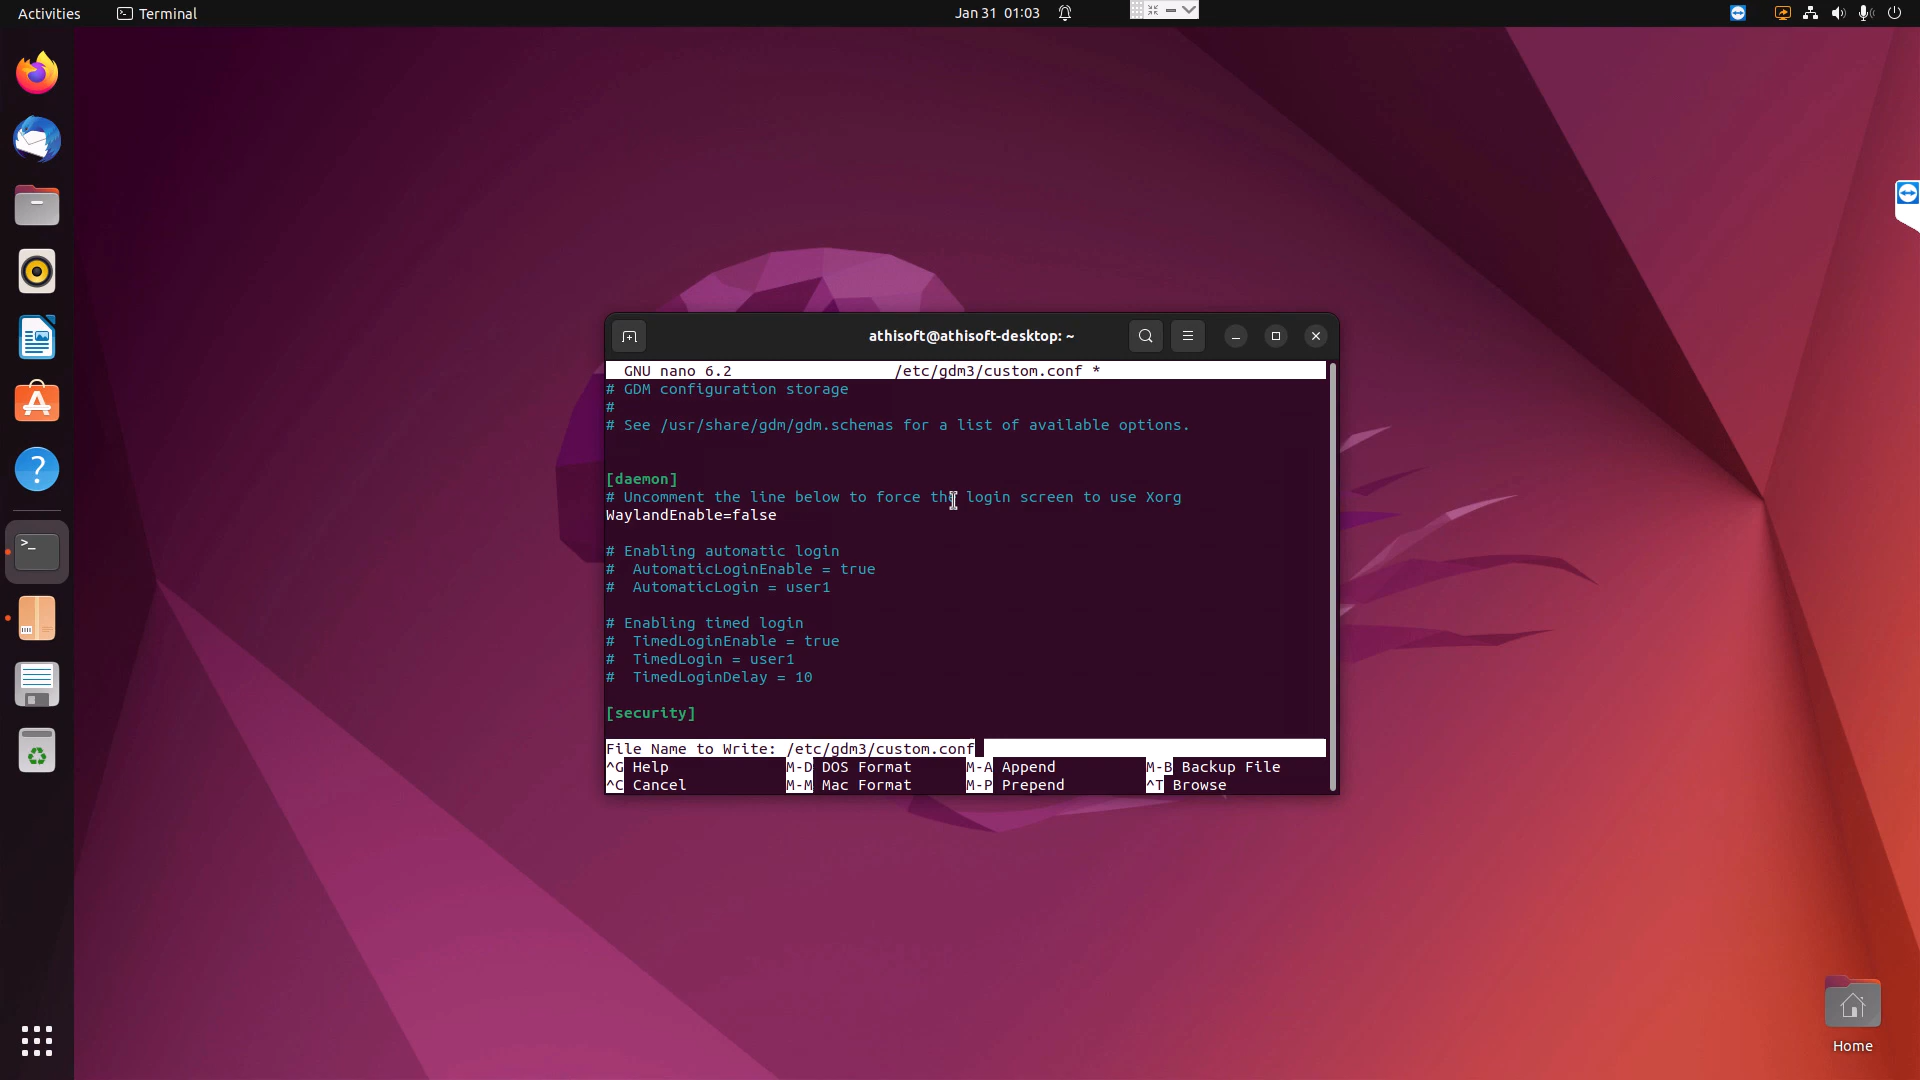 Activities
Terminal
Jan 31 01:03
athisoft@athisoft-desktop: ~
GNU nano 6.2 /etc/gdm3/custom.conf *
# GDM configuration storage
#
# See /usr/share/gdm/gdm.schemas for a list of available options.
[daemon]
# Uncomment the line below to force the login screen to use Xorg
WaylandEnable=false
# Enabling automatic login
#  AutomaticLoginEnable = true
#  AutomaticLogin = user1
# Enabling timed login
#  TimedLoginEnable = true
#  TimedLogin = user1
#  TimedLoginDelay = 10
[security]
File Name to Write: /etc/gdm3/custom.conf
^G Help M-D DOS Format M-A Append M-B Backup File
^C Cancel M-M Mac Format M-P Prepend ^T Browse
Home